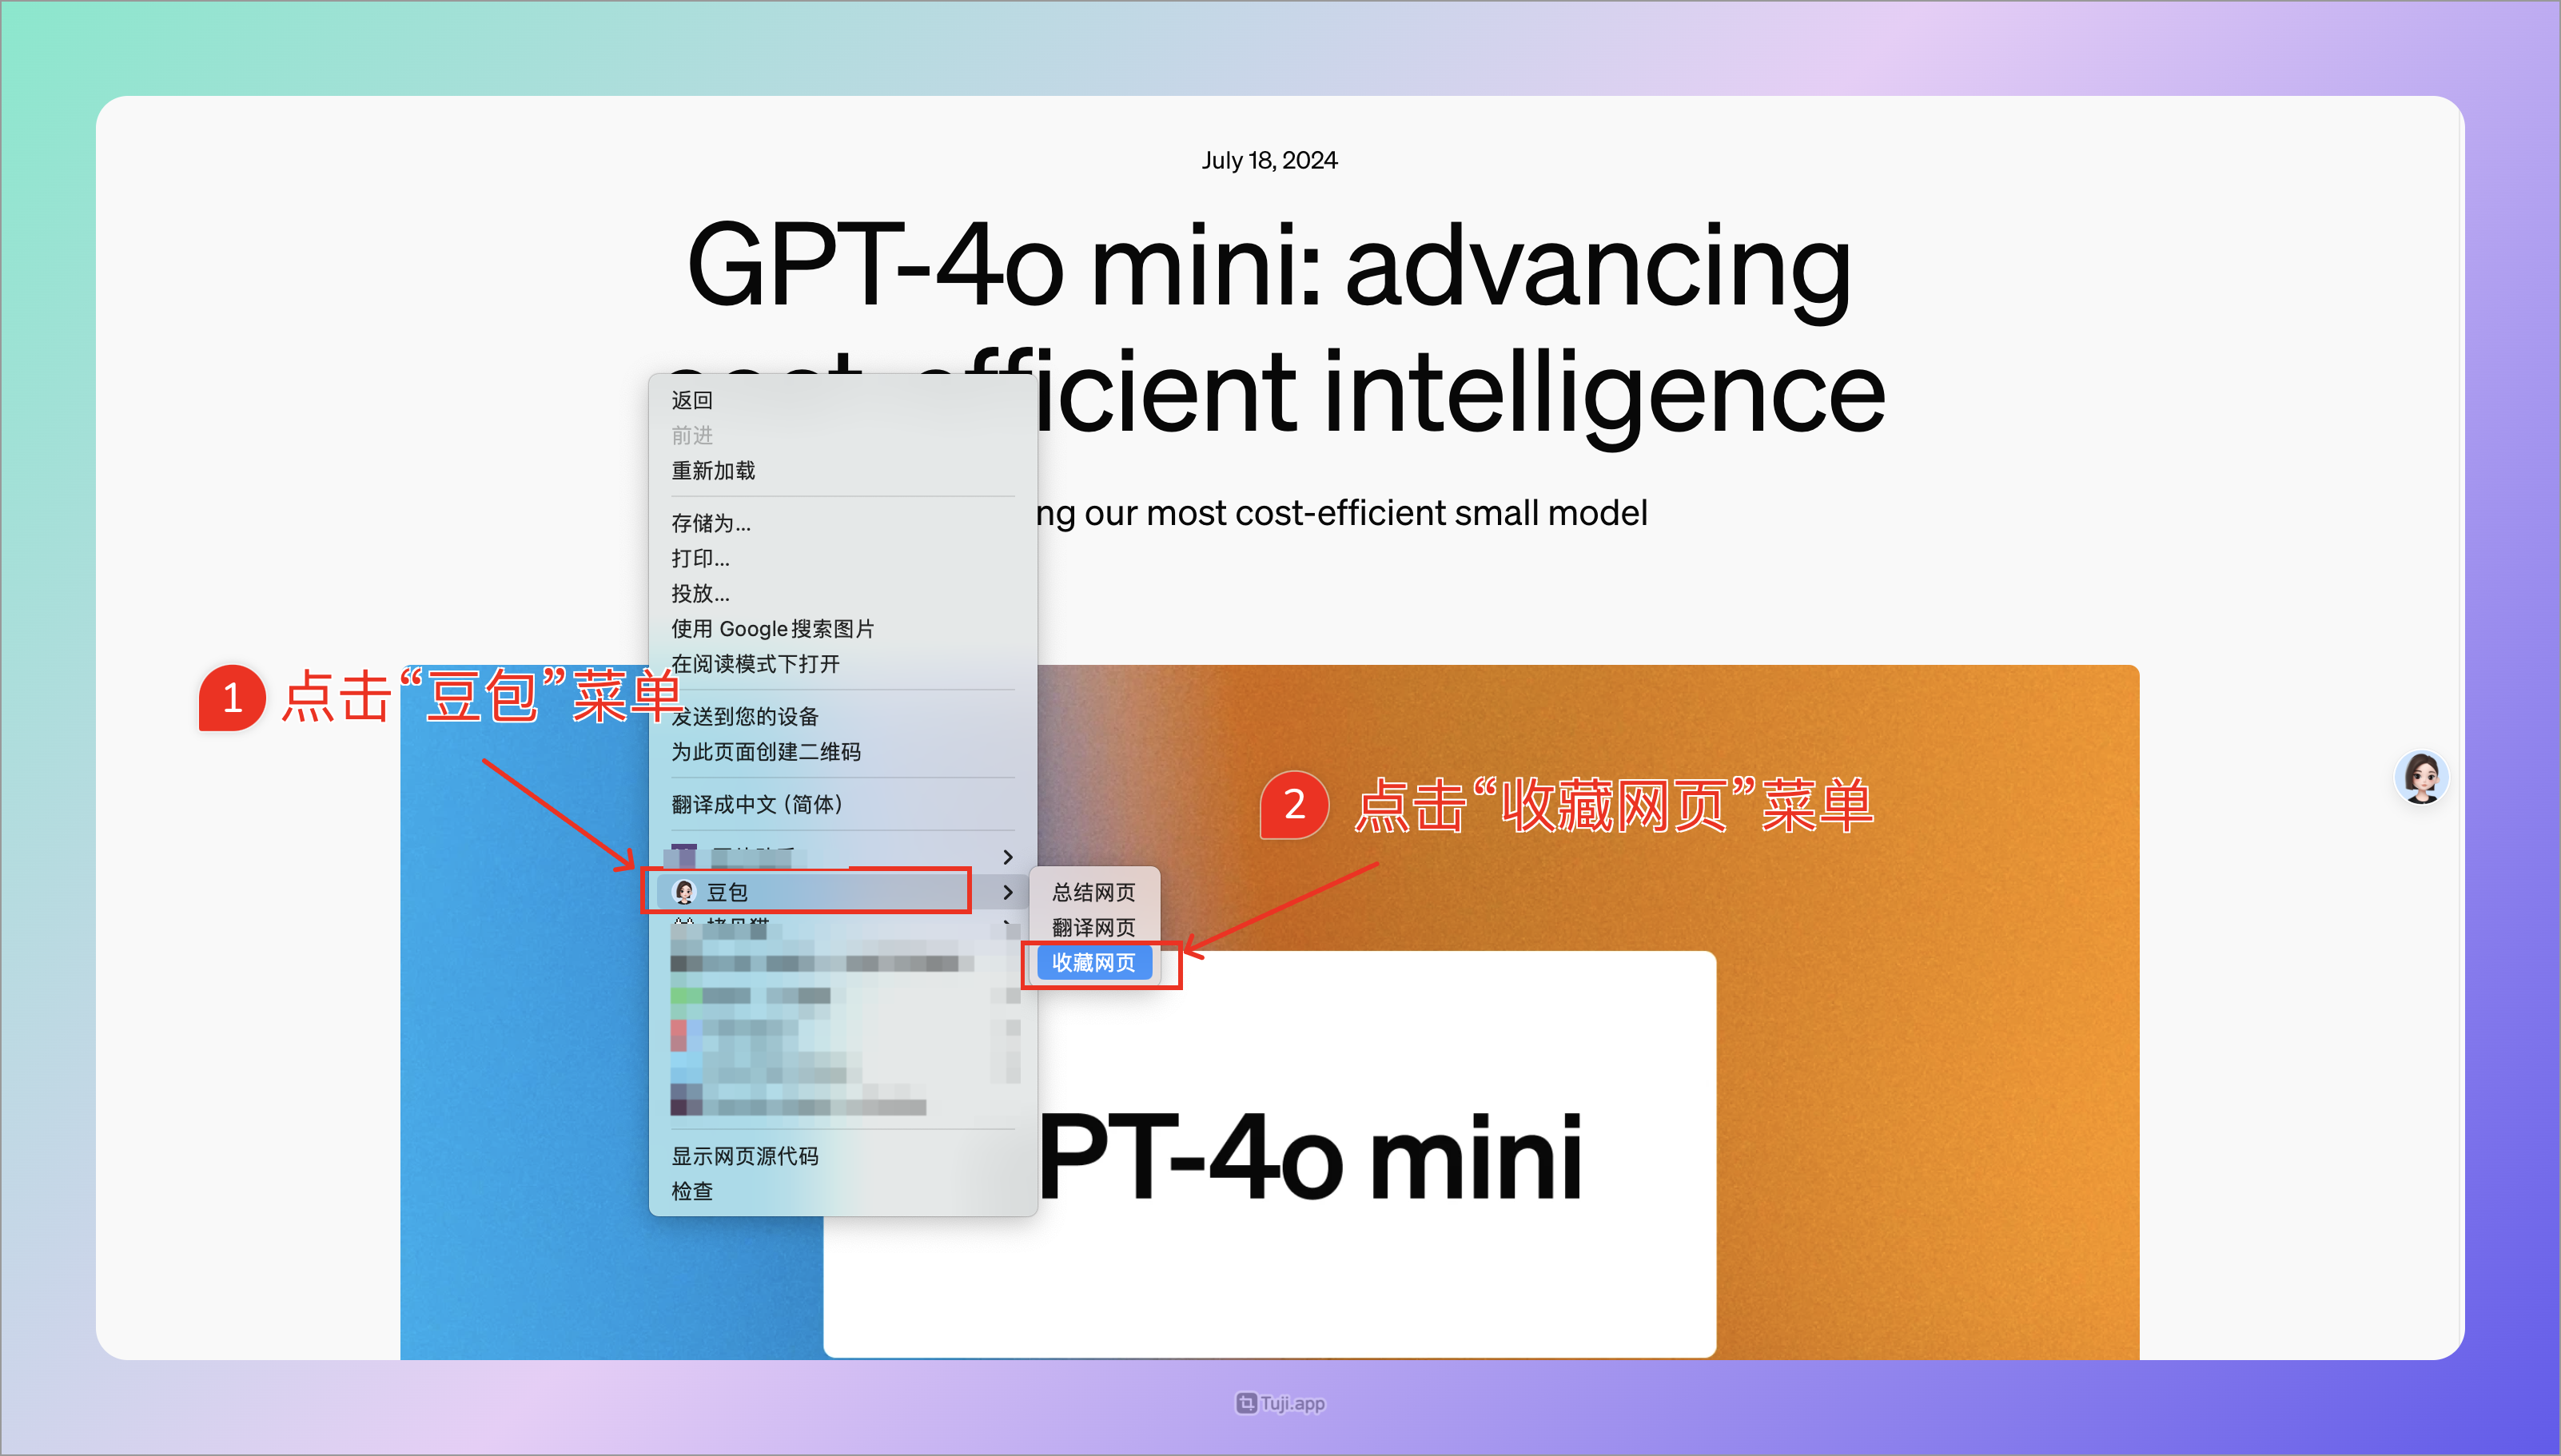 July 18, 2024
GPT-4o mini: advancing
cost-efficient intelligence
ng our most cost-efficient small model
返回
前进
重新加载
存储为...
打印...
投放...
使用 Google 搜索图片
在阅读模式下打开
发送到您的设备
为此页面创建二维码
翻译成中文 (简体)
豆包
拷贝猫
显示网页源代码
检查
总结网页
翻译网页
收藏网页
1 点击“豆包”菜单
2 点击“收藏网页”菜单
PT-4o mini
Tuji.app